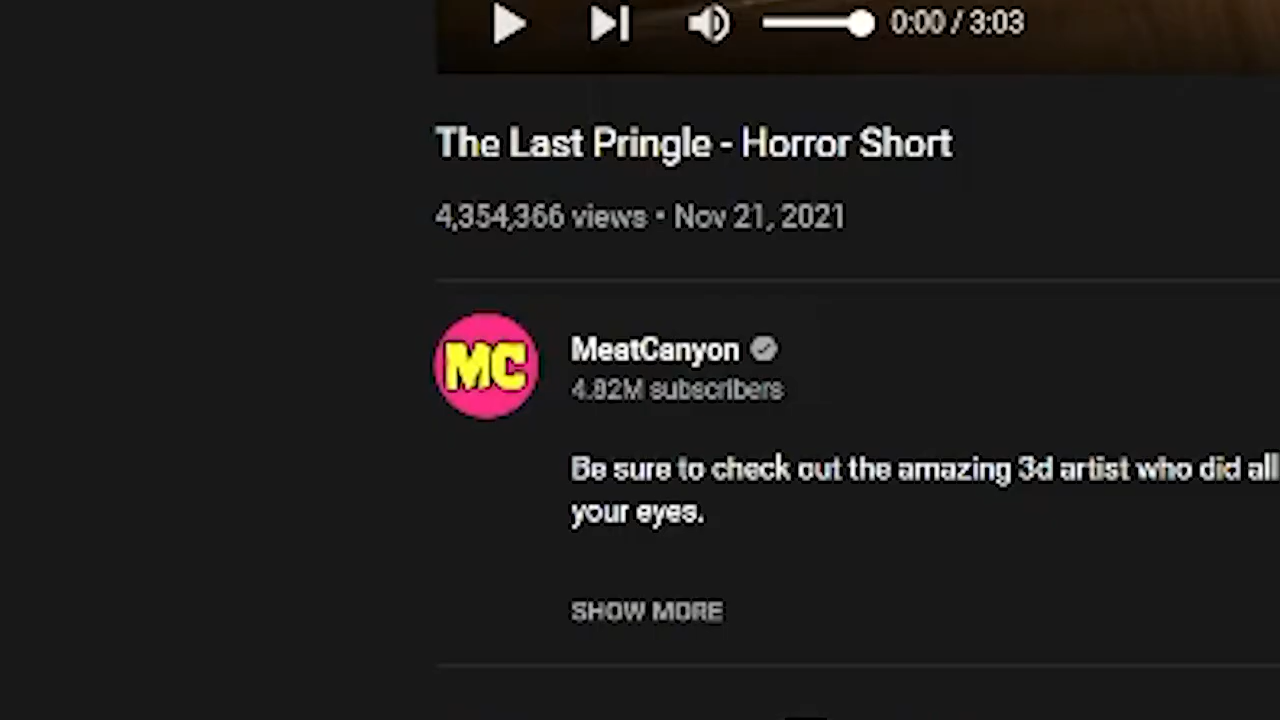 0:00 / 3:03
The Last Pringle - Horror Short
4,354,366 views • Nov 21, 2021
MC
MeatCanyon
4.82M subscribers
Be sure to check out the amazing 3d artist who did all
your eyes.
SHOW MORE